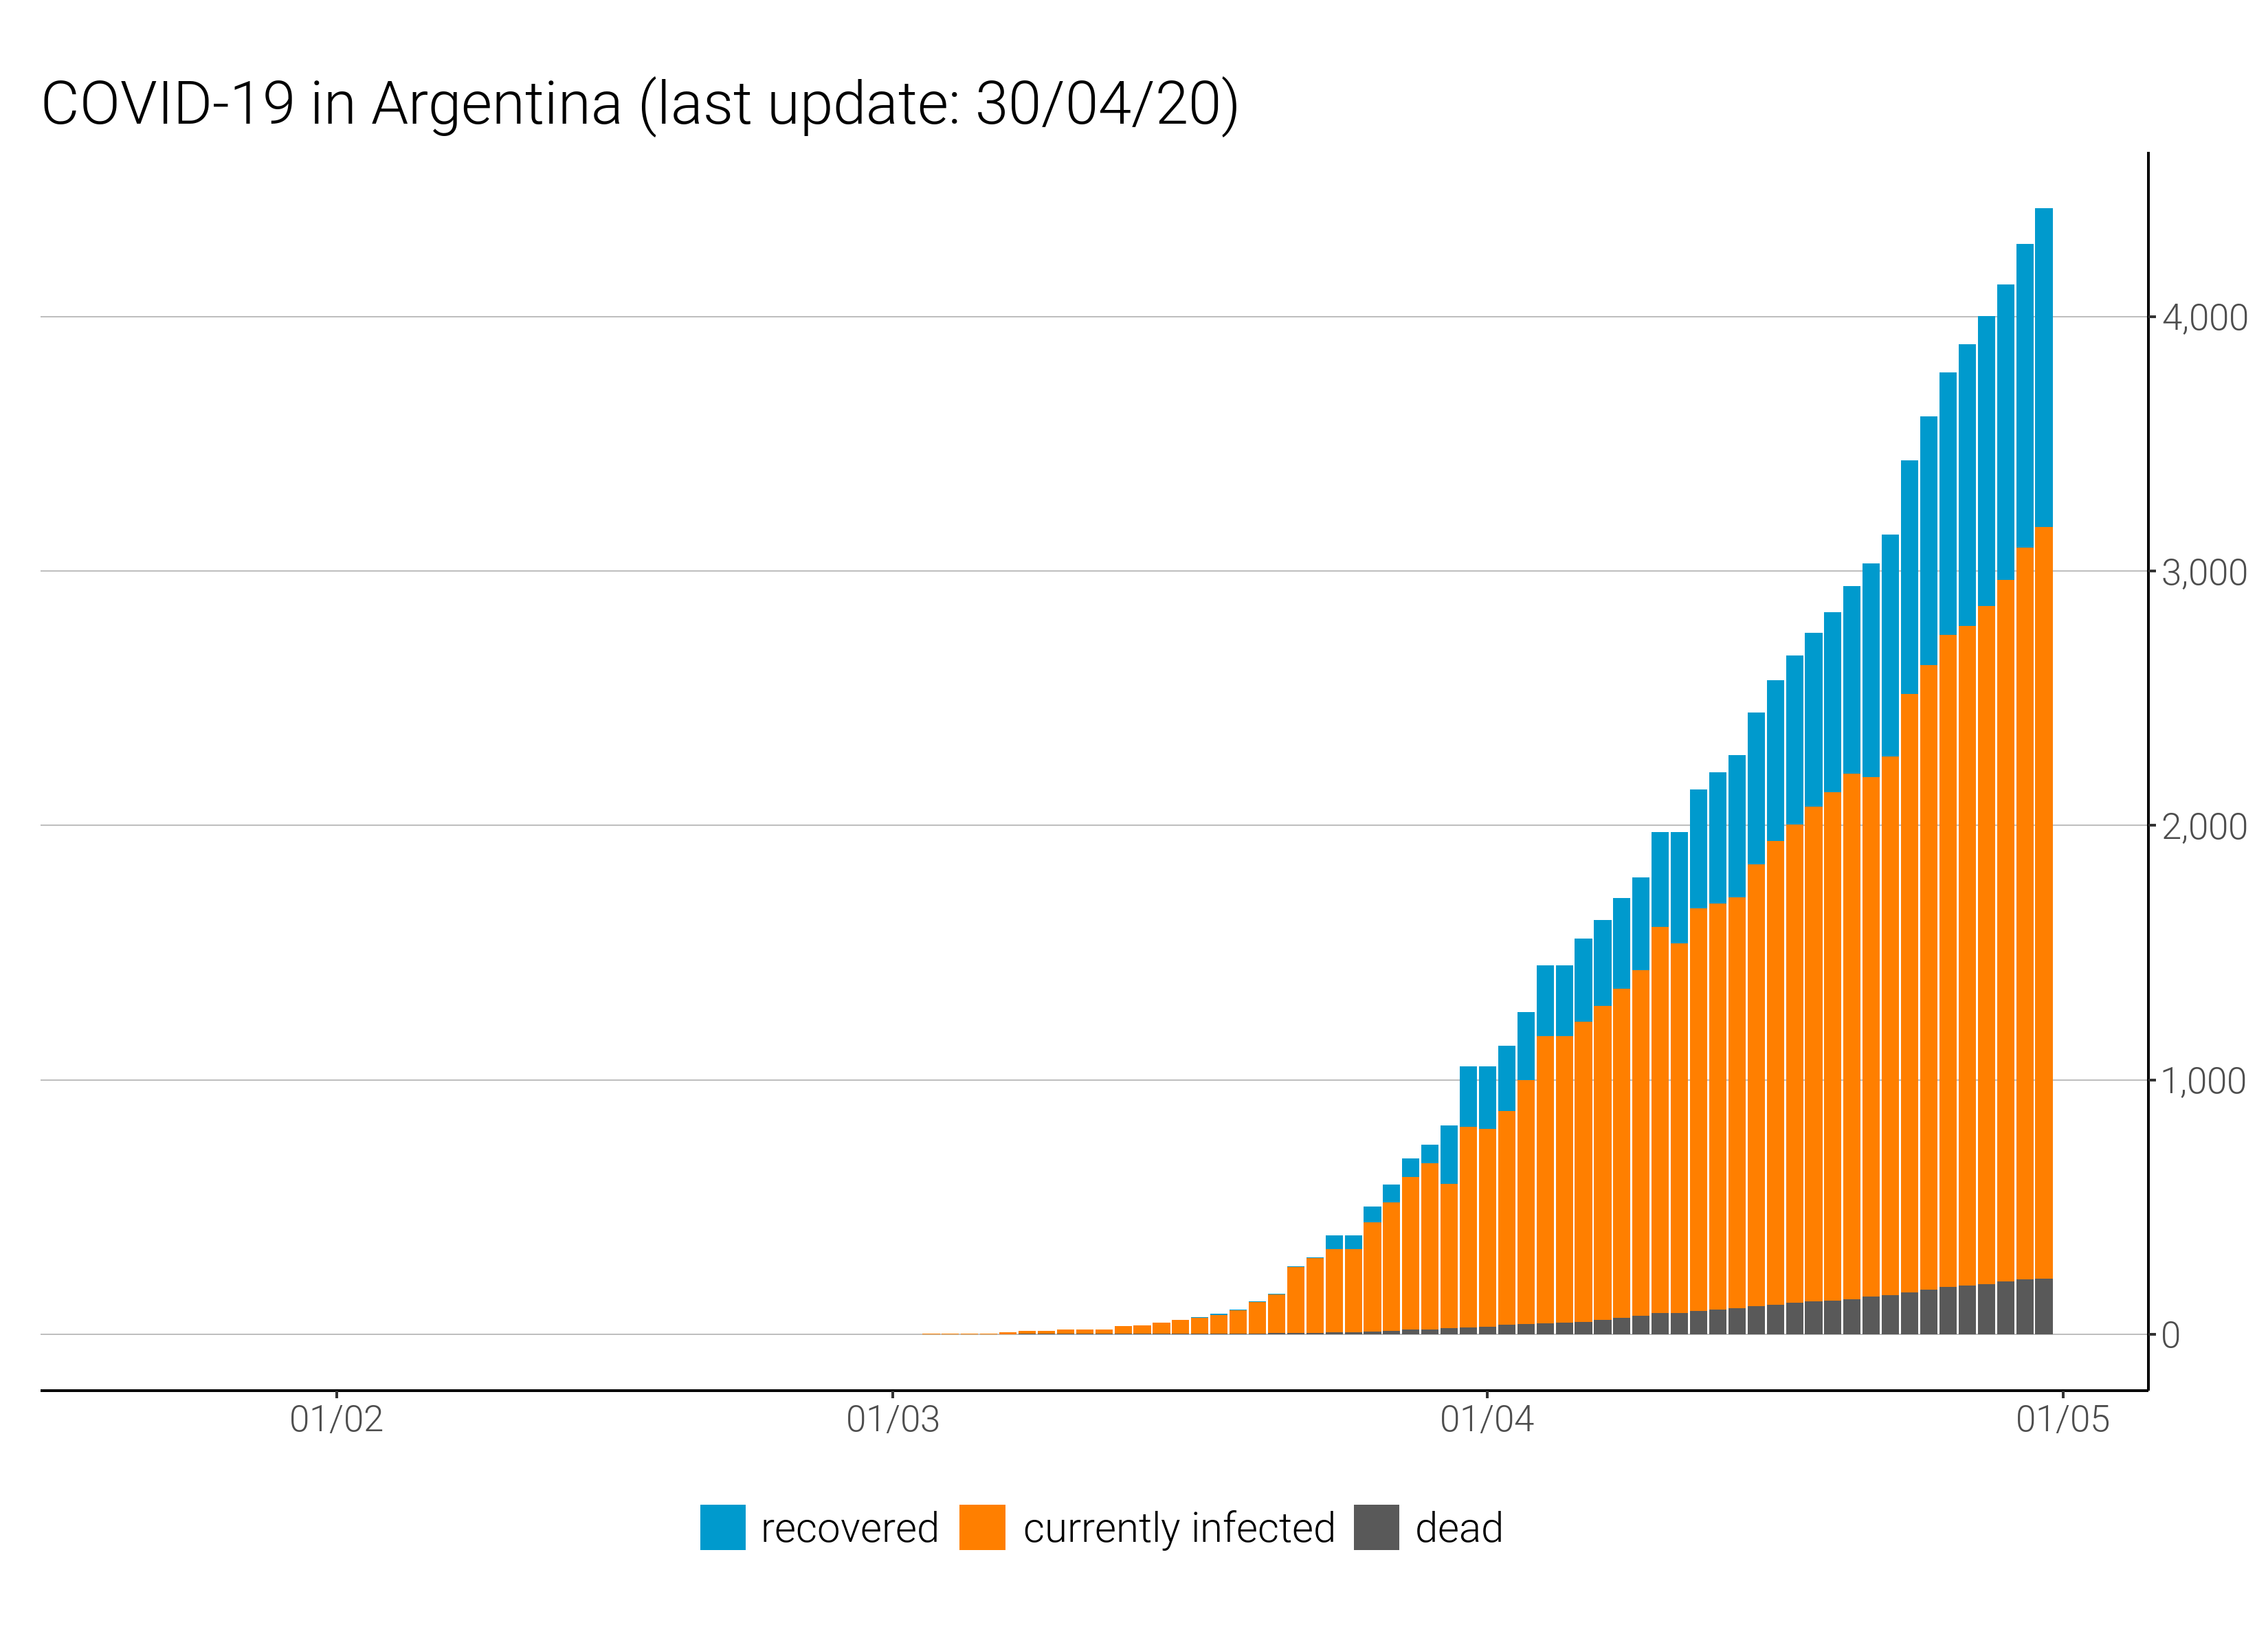 COVID-19 in Argentina (last update: 30/04/20)
4,000
3,000
2,000
1,000
0
01/02 01/03 01/04 01/05
recovered currently infected dead